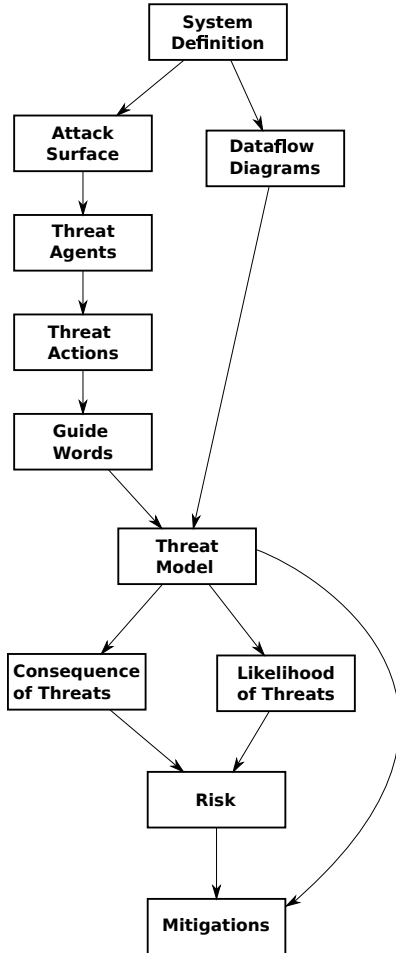 System
Definition
Attack
Surface
Dataflow
Diagrams
Threat
Agents
Threat
Actions
Guide
Words
Threat
Model
Consequence
of Threats
Likelihood
of Threats
Risk
Mitigations